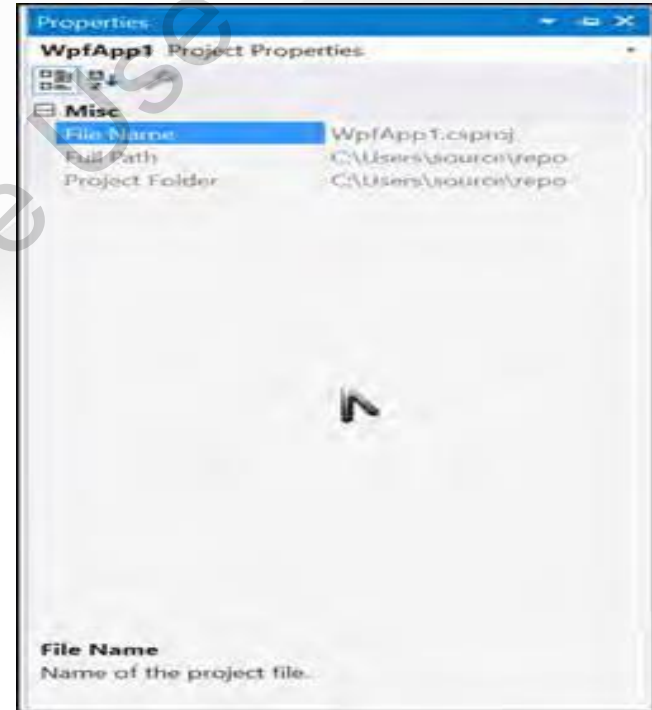 Properties
WpfApp1 Project Properties
Misc
File Name WpfApp1.csproj
Full Path C:\Users\source\repo
Project Folder C:\Users\source\repo
File Name
Name of the project file.
e Use